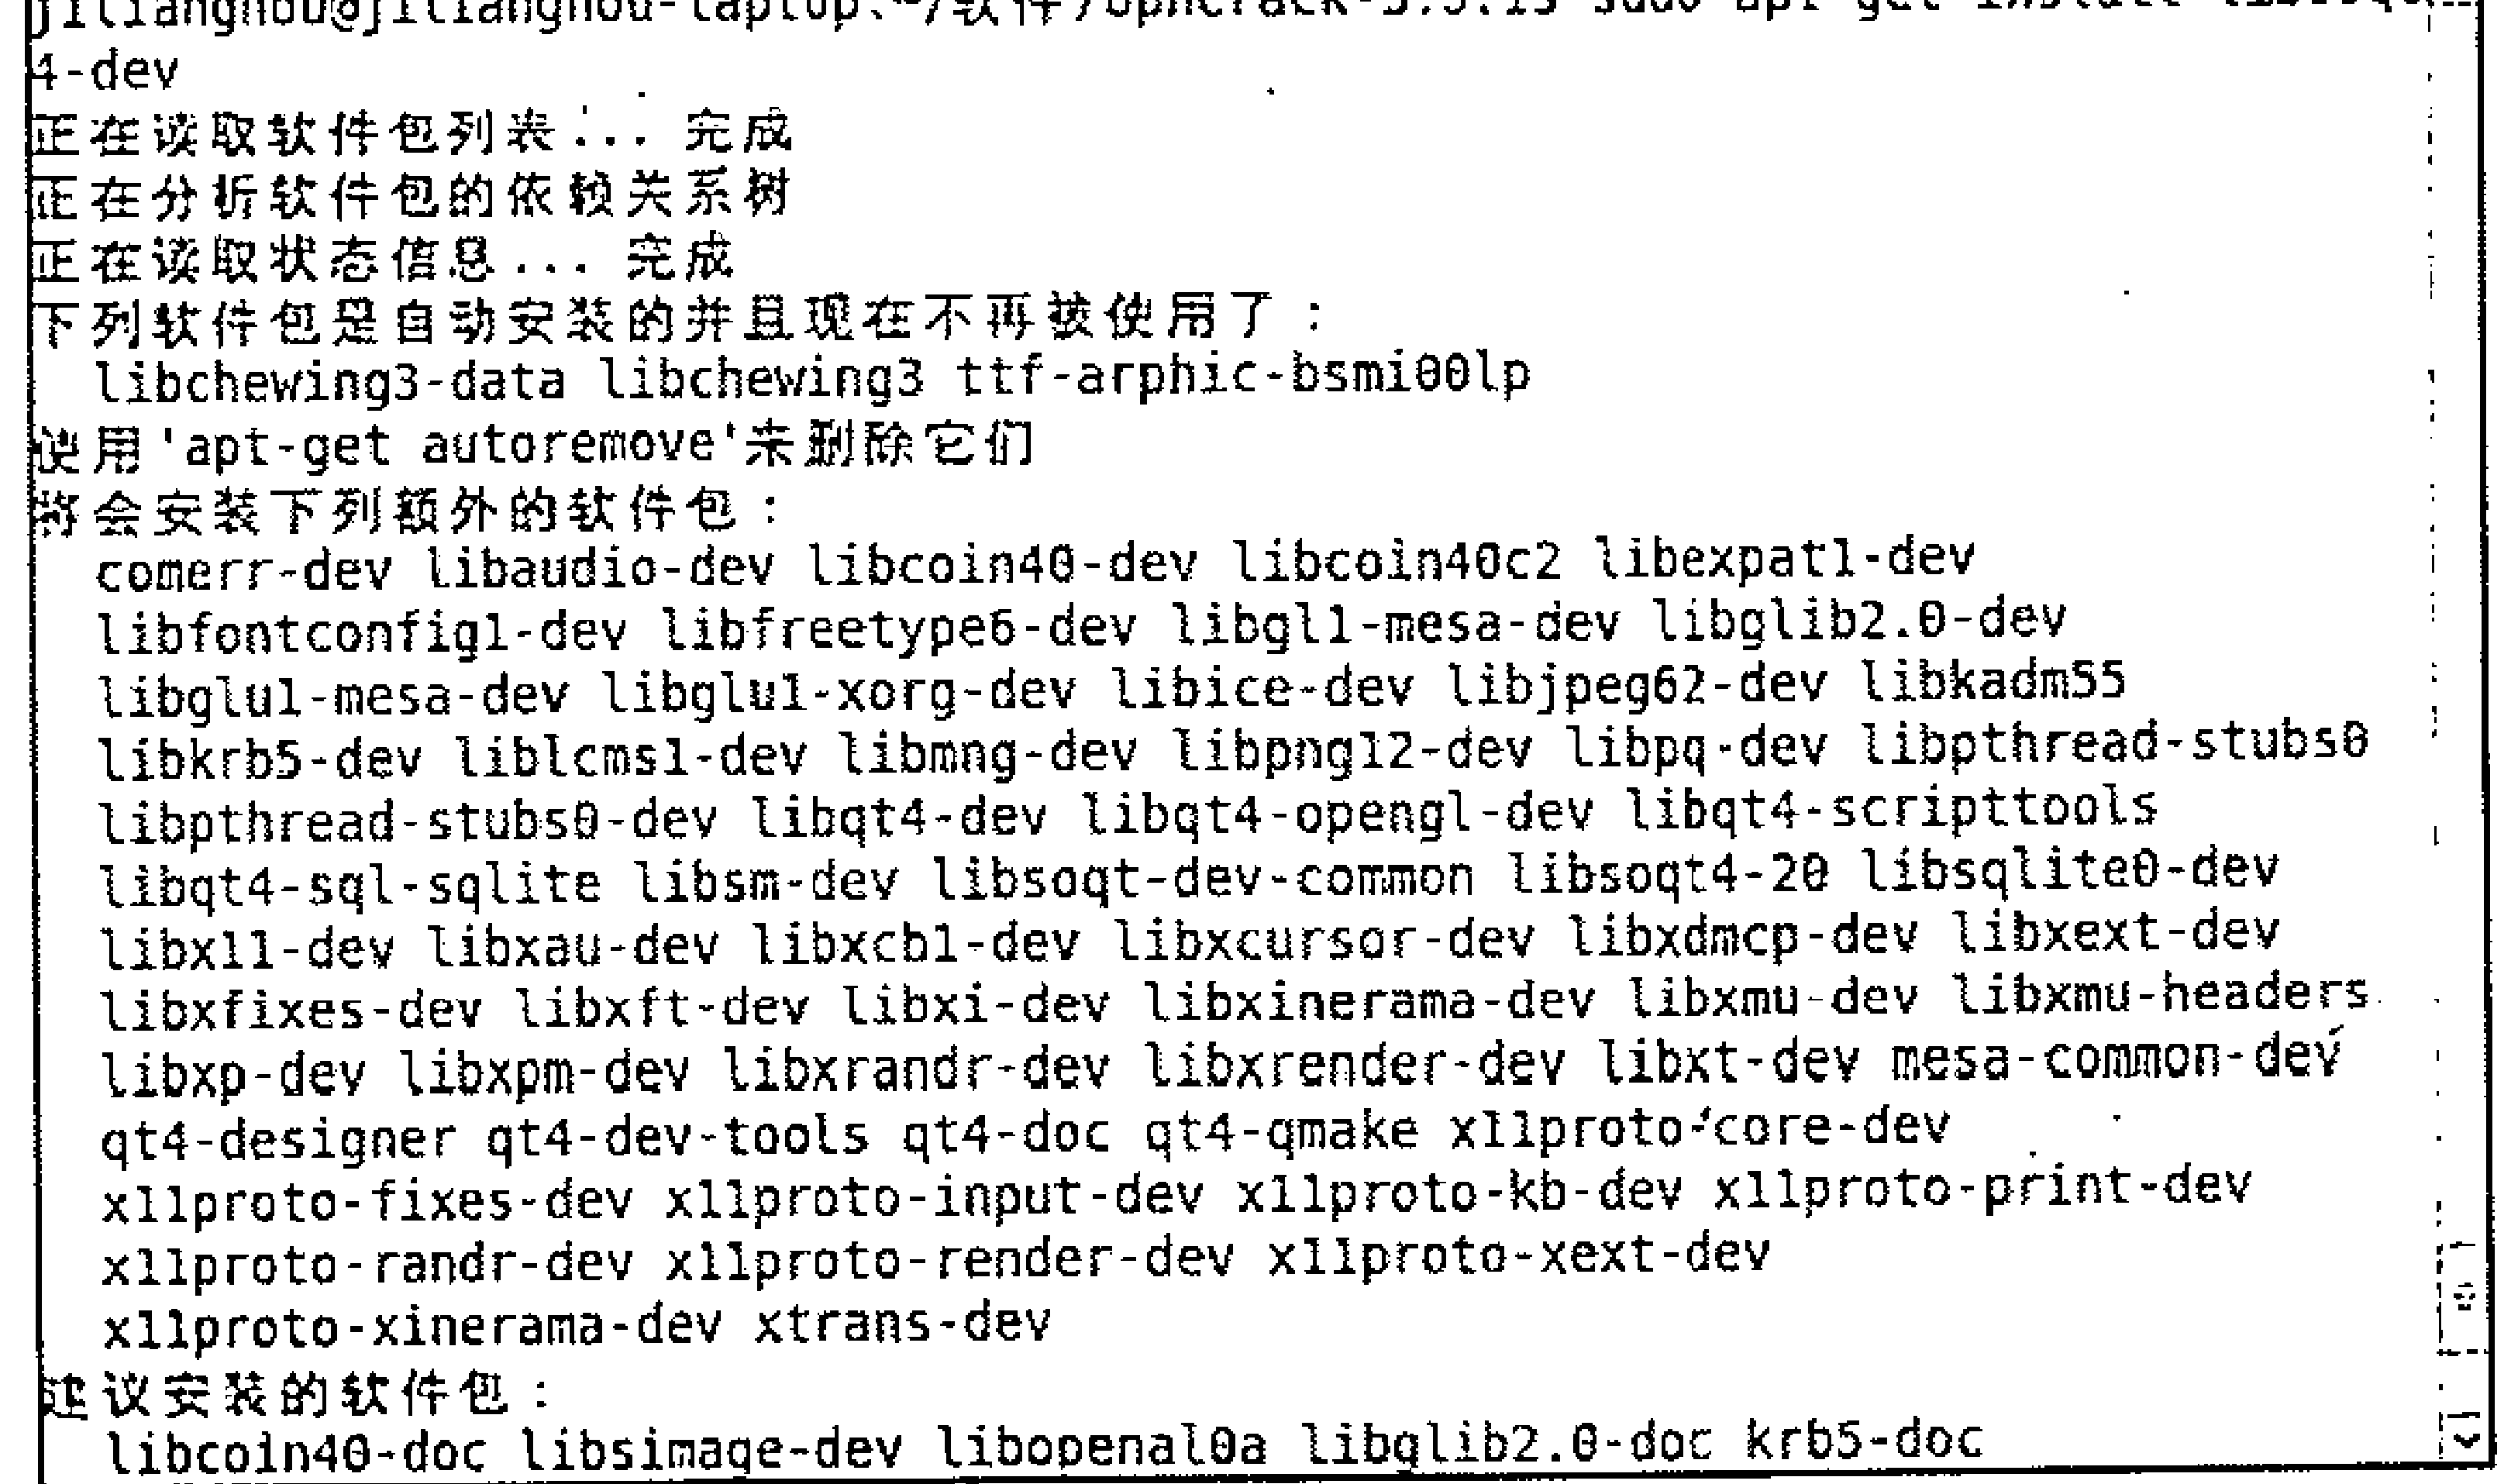 4-dev
正在读取软件包列表... 完成
正在分析软件包的依赖关系树
正在读取状态信息... 完成
下列软件包是自动安装的并且现在不再被使用了：
libchewing3-data libchewing3 ttf-arphic-bsmi00lp
使用'apt-get autoremove'来删除它们
将会安装下列额外的软件包：
comerr-dev libaudio-dev libcoin40-dev libcoin40c2 libexpat1-dev
libfontconfig1-dev libfreetype6-dev libgl1-mesa-dev libglib2.0-dev
libglu1-mesa-dev libglu1-xorg-dev libice-dev libjpeg62-dev libkadm55
libkrb5-dev liblcms1-dev libmng-dev libpng12-dev libpq-dev libpthread-stubs0
libpthread-stubs0-dev libqt4-dev libqt4-opengl-dev libqt4-scripttools
libqt4-sql-sqlite libsm-dev libsoqt-dev-common libsoqt4-20 libsqlite0-dev
libx11-dev libxau-dev libxcb1-dev libxcursor-dev libxdmcp-dev libxext-dev
libxfixes-dev libxft-dev libxi-dev libxinerama-dev libxmu-dev libxmu-headers
libxp-dev libxpm-dev libxrandr-dev libxrender-dev libxt-dev mesa-common-dev
qt4-designer qt4-dev-tools qt4-doc qt4-qmake x11proto-core-dev
x11proto-fixes-dev x11proto-input-dev x11proto-kb-dev x11proto-print-dev
x11proto-randr-dev x11proto-render-dev x11proto-xext-dev
x11proto-xinerama-dev xtrans-dev
建议安装的软件包：
libcoin40-doc libsimage-dev libopenal0a libglib2.0-doc krb5-doc